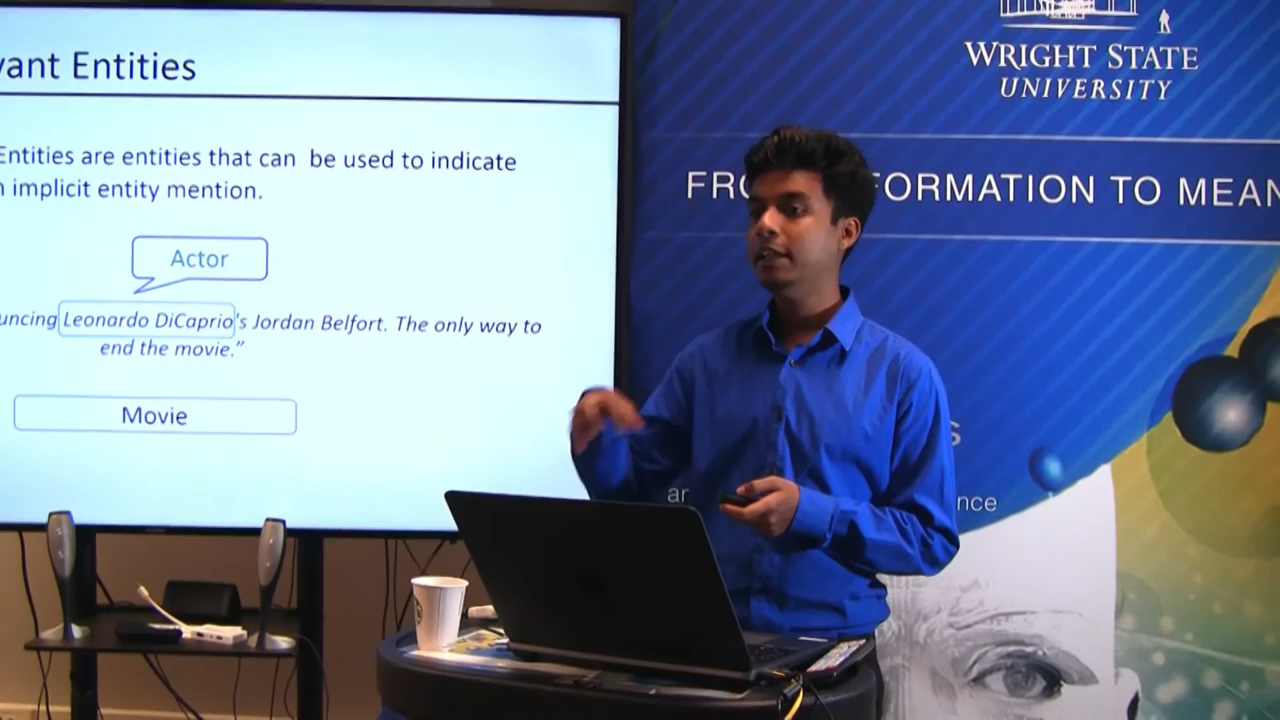 vant Entities
Entities are entities that can be used to indicate
implicit entity mention.
Actor
uncing Leonardo DiCaprio's Jordan Belfort. The only way to
end the movie.”
Movie
WRIGHT STATE
UNIVERSITY
FRO FORMATION TO MEAN
S
ar nce